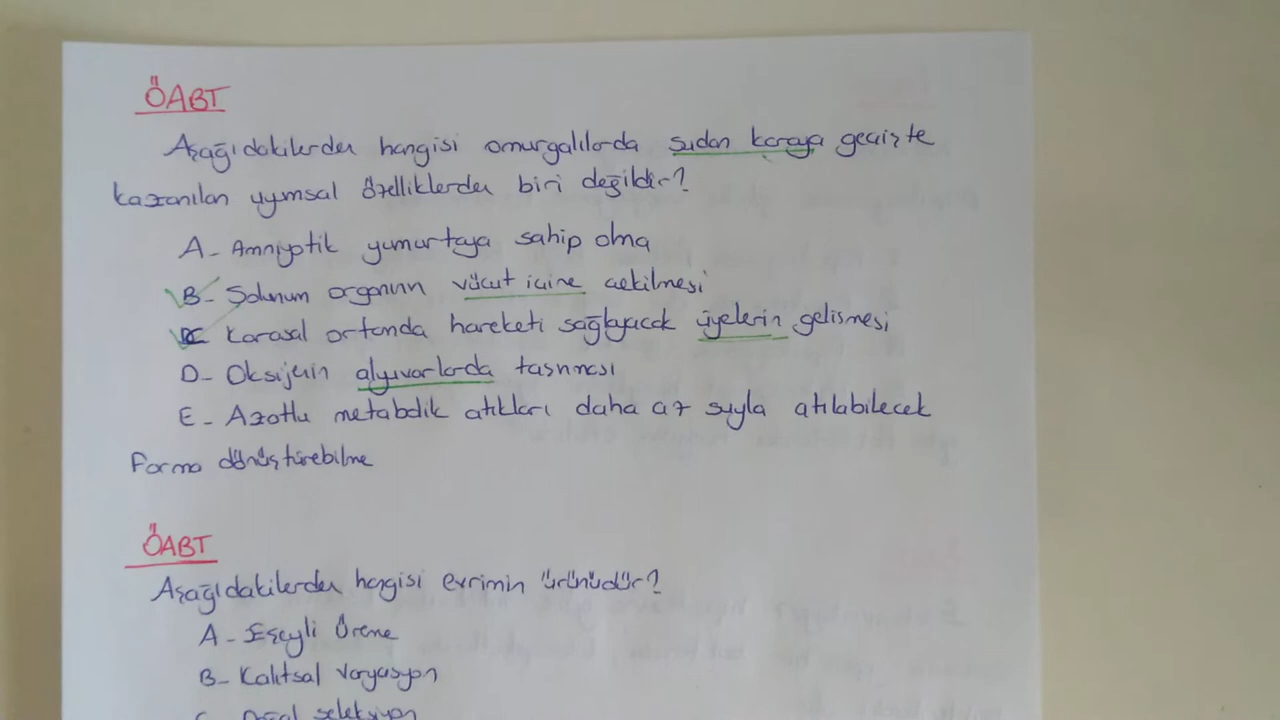 ÖABT
Aşağıdakilerden hangisi omurgalılarda sudan karaya geçişte
kazanılan uyumsal özelliklerden biri değildir?
A- Amniyotik yumurtaya sahip olma
B- Solunum organının vücut içine çekilmesi
C Karasal ortamda hareketi sağlayacak üyelerin gelişmesi
D- Oksijenin alyuvarlarda taşınması
E- Azotlu metabolik atıkları daha az suyla atılabilecek
forma dönüştürebilme
ÖABT
Aşağıdakilerden hangisi evrimin ürünüdür?
A- Eşeyli Üreme
B- Kalıtsal Varyasyon
C- Doğal seleksiyon